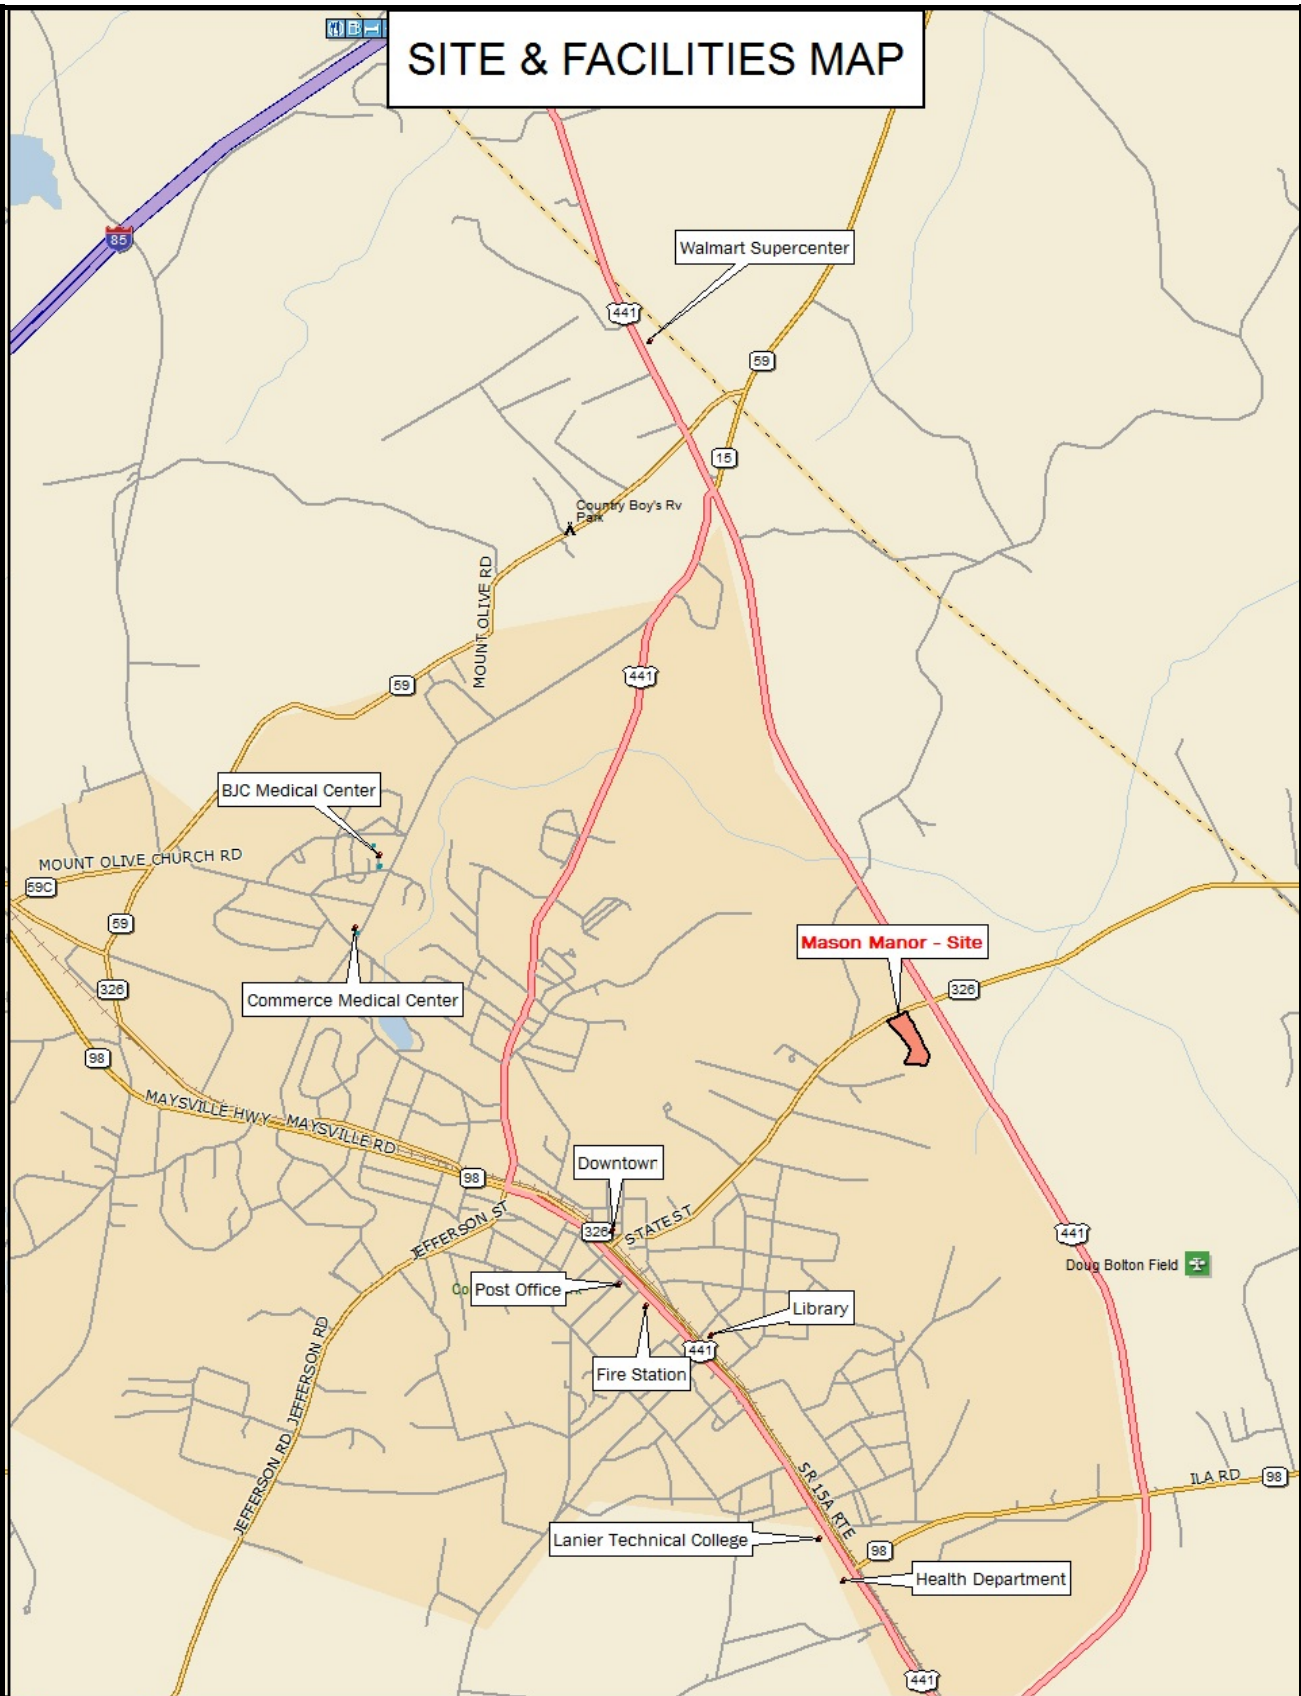 SITE & FACILITIES MAP
85
Walmart Supercenter
441
59
15
Country Boy's Rv
Park
MOUNT OLIVE RD
441
59
BJC Medical Center
MOUNT OLIVE CHURCH RD
59C
59
Mason Manor - Site
326
326
Commerce Medical Center
98
MAYSVILLE HWY
MAYSVILLE RD
Downtown
98
JEFFERSON ST
326
STATE ST
441
Doug Bolton Field
Post Office
Library
441
Fire Station
JEFFERSON RD
JEFFERSON RD
SR 15A RTE
ILA RD
98
Lanier Technical College
98
Health Department
441